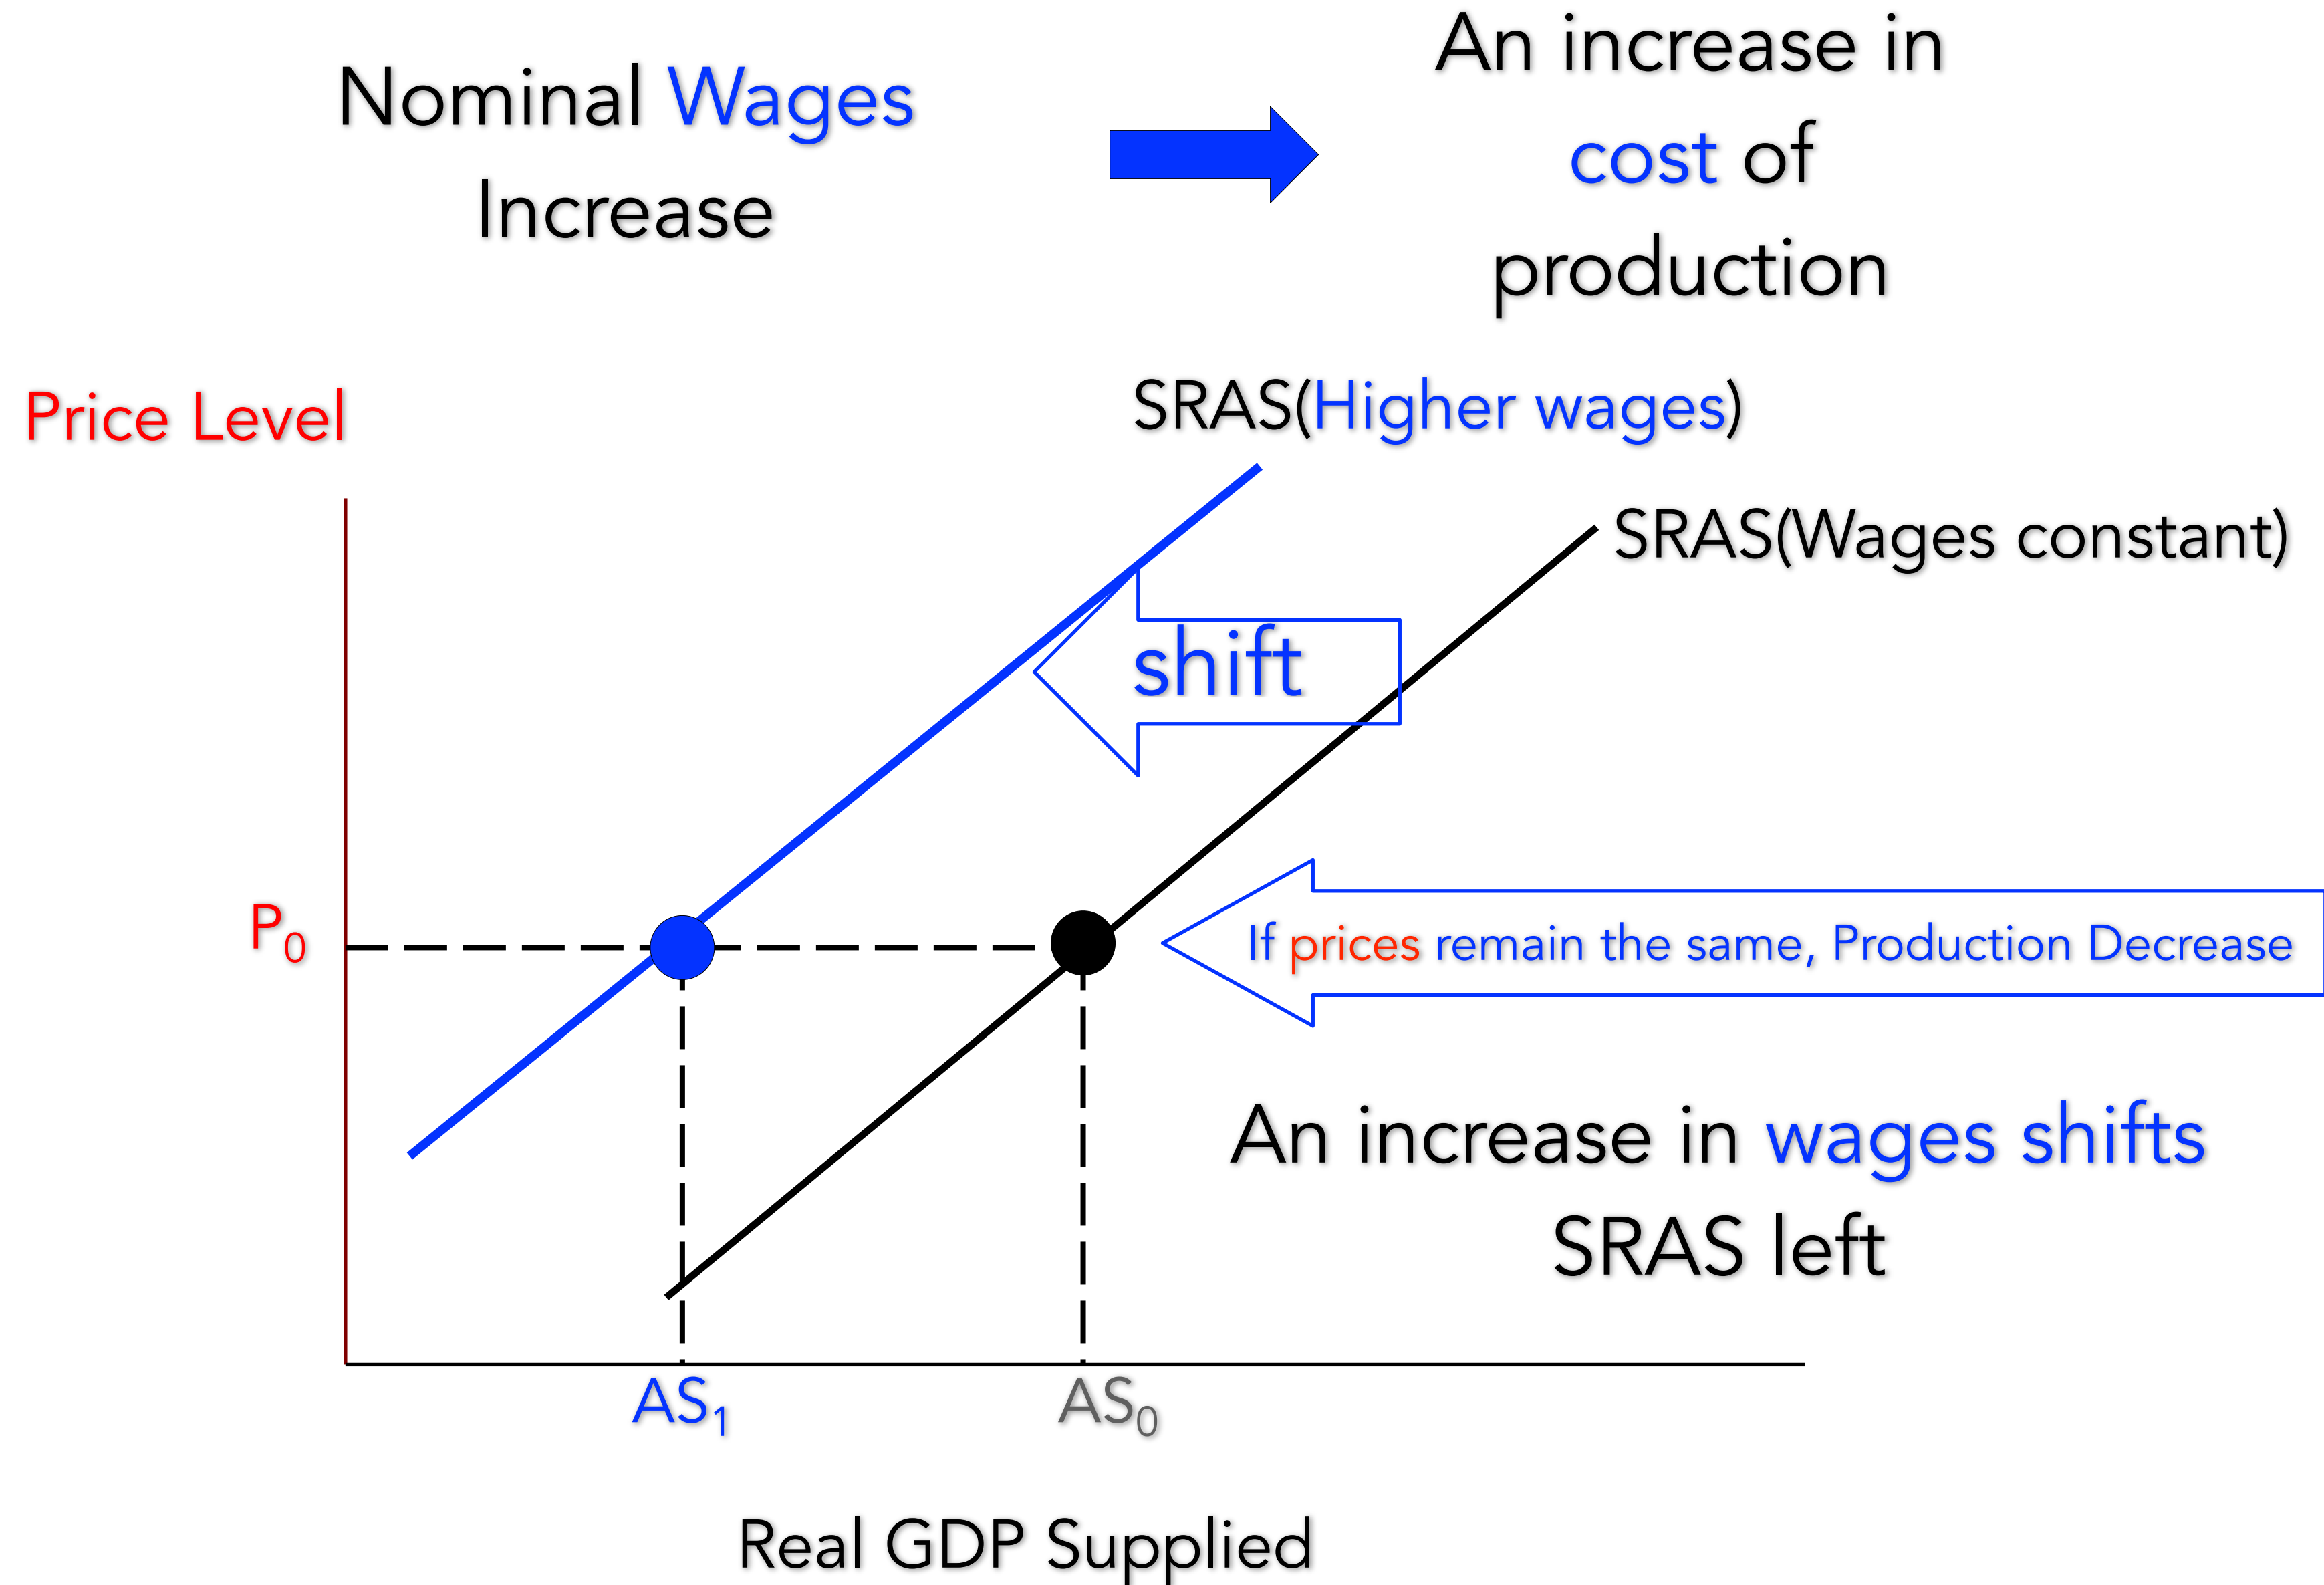 Nominal Wages
Increase
An increase in
cost of
production
Price Level
SRAS(Higher wages)
SRAS(Wages constant)
shift
P0
If prices remain the same, Production Decrease
An increase in wages shifts
SRAS left
AS1
AS0
Real GDP Supplied